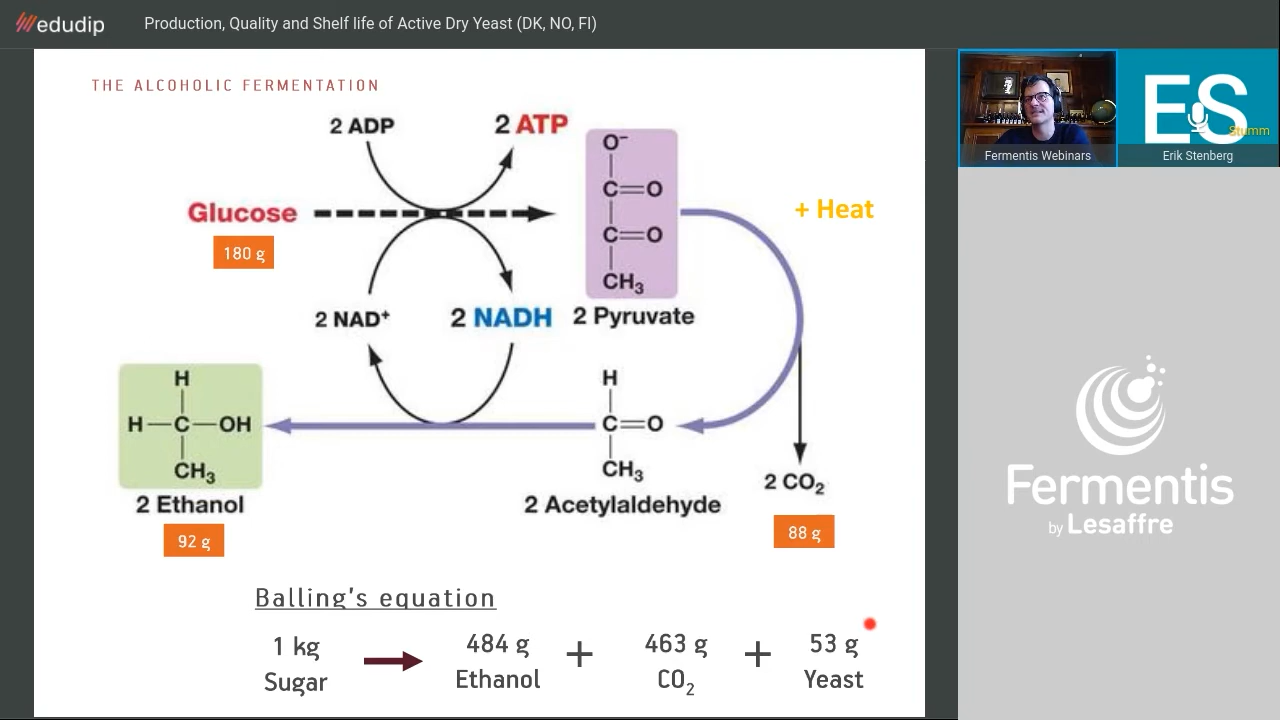 edudip
Production, Quality and Shelf life of Active Dry Yeast (DK, NO, FI)
THE ALCOHOLIC FERMENTATION
2 ADP
2 ATP
Glucose
180 g
2 NAD⁺
2 NADH
O⁻
C=O
C=O
CH₃
2 Pyruvate
+ Heat
H
H—C—OH
CH₃
2 Ethanol
92 g
H
C=O
CH₃
2 Acetylaldehyde
2 CO₂
88 g
Balling's equation
1 kg
Sugar
484 g
Ethanol
+
463 g
CO₂
+
53 g
Yeast
Fermentis Webinars
ES
Stumm
Erik Stenberg
Fermentis
by Lesaffre